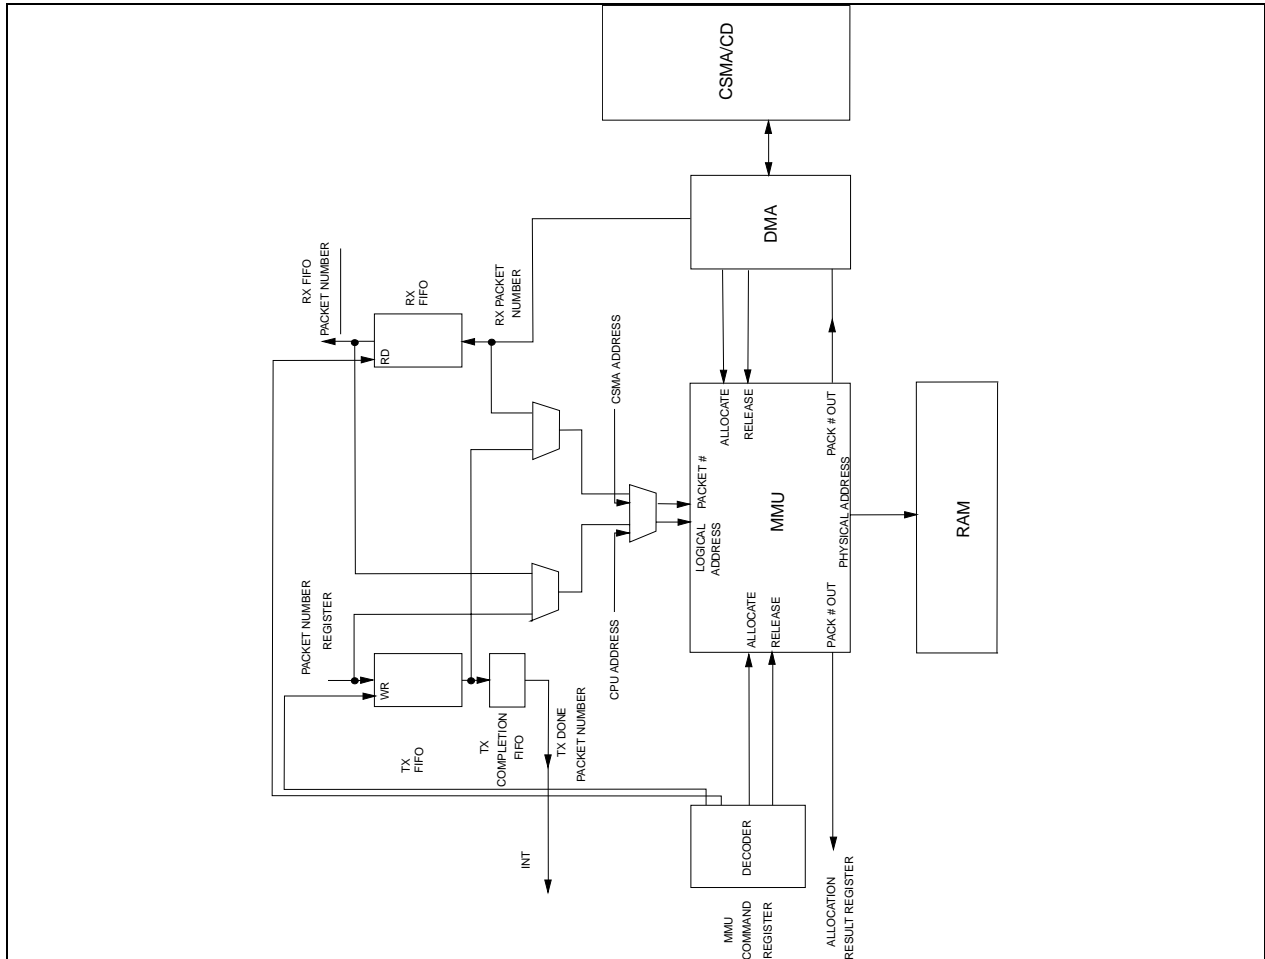 CSMA/CD
DMA
RX FIFO
PACKET NUMBER
RX
FIFO
RD
RX PACKET
NUMBER
CSMA ADDRESS
ALLOCATE
RELEASE
PACK # OUT
PACKET #
LOGICAL
ADDRESS
MMU
PHYSICAL ADDRESS
RAM
PACKET NUMBER
REGISTER
WR
TX
FIFO
TX
COMPLETION
FIFO
TX DONE
PACKET NUMBER
CPU ADDRESS
ALLOCATE
RELEASE
PACK # OUT
INT
DECODER
MMU
COMMAND
REGISTER
ALLOCATION
RESULT REGISTER